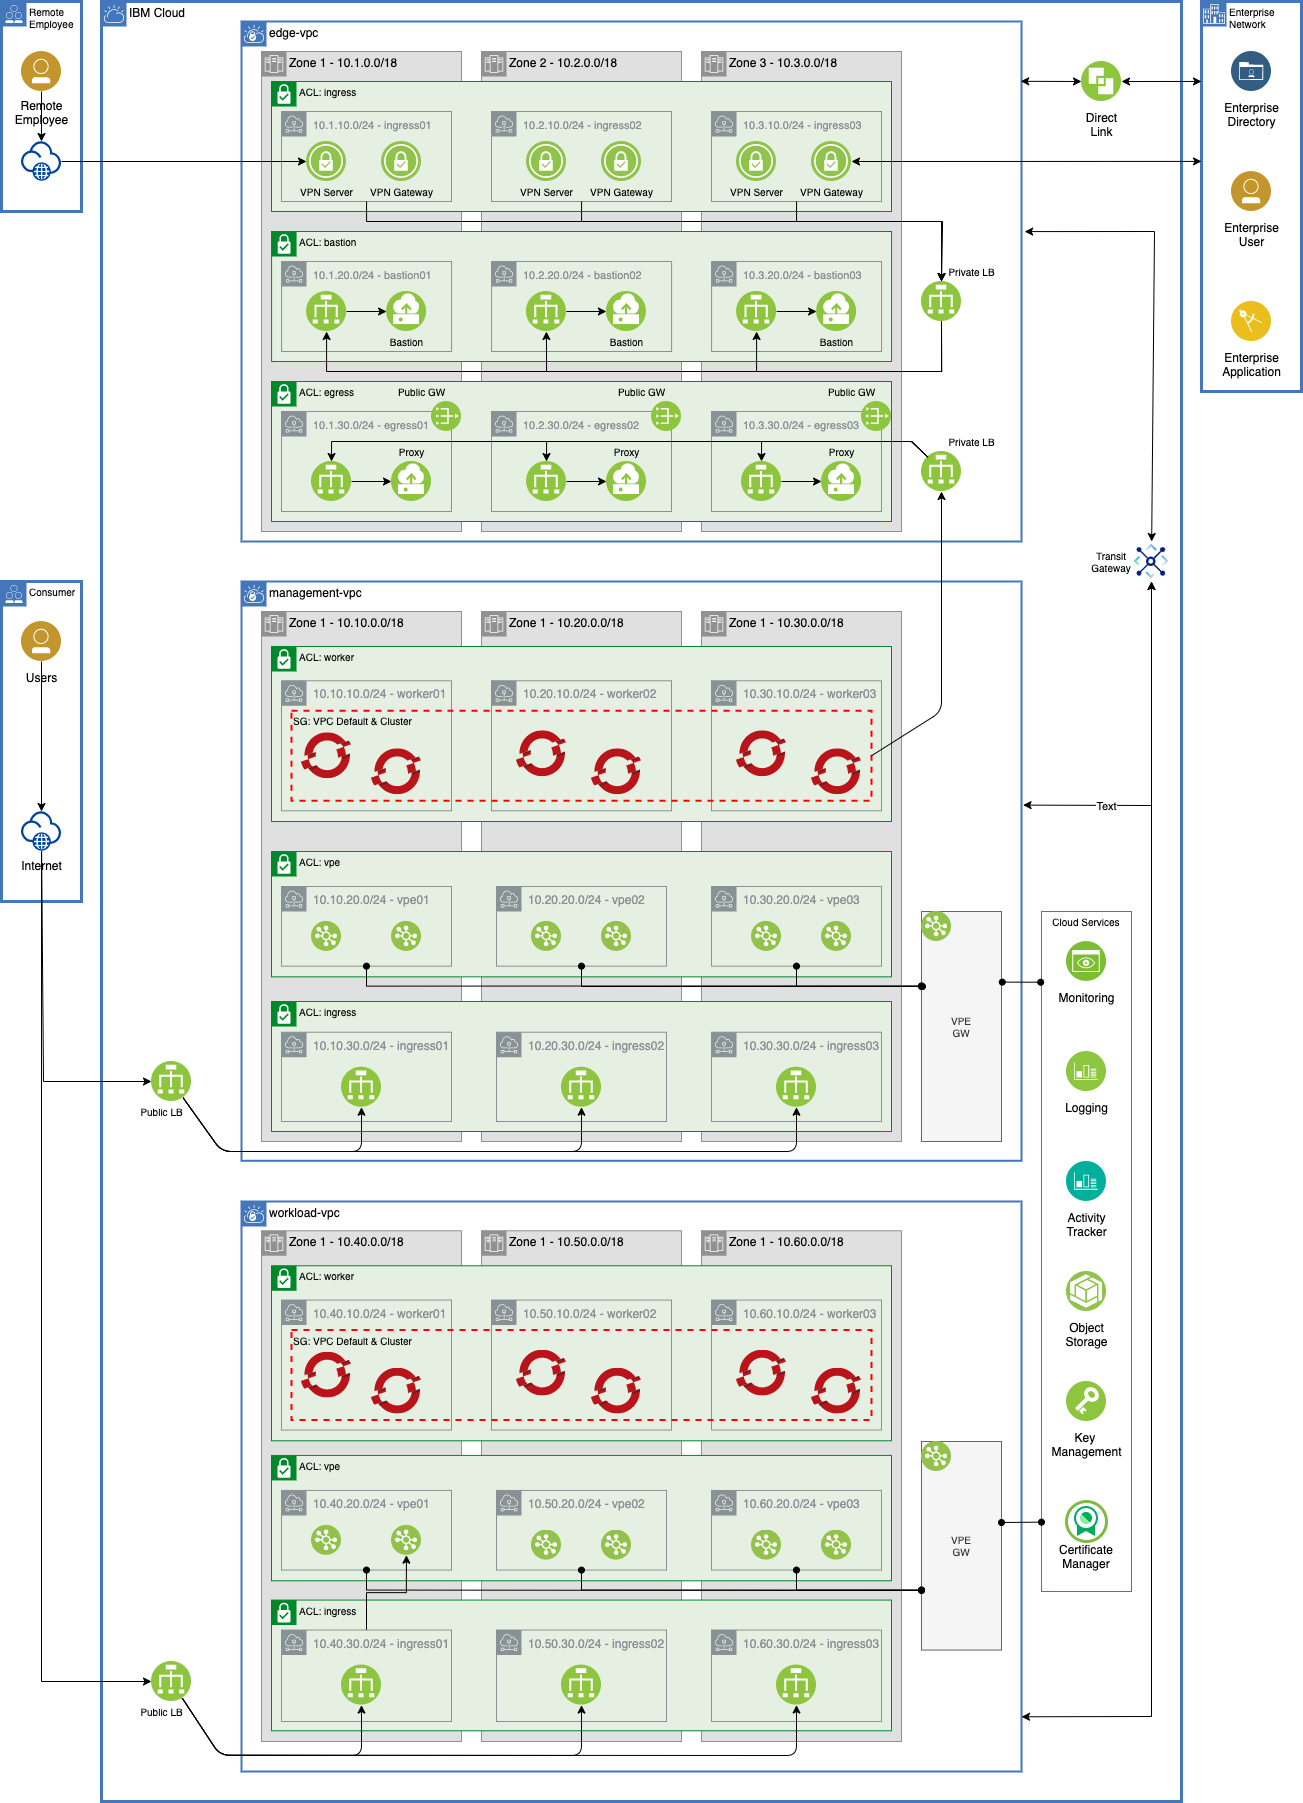 Remote
Employee
Remote
Employee
IBM Cloud
edge-vpc
Zone 1 - 10.1.0.0/18
Zone 2 - 10.2.0.0/18
Zone 3 - 10.3.0.0/18
ACL: ingress
10.1.10.0/24 - ingress01
10.2.10.0/24 - ingress02
10.3.10.0/24 - ingress03
VPN Server
VPN Gateway
VPN Server
VPN Gateway
VPN Server
VPN Gateway
ACL: bastion
10.1.20.0/24 - bastion01
10.2.20.0/24 - bastion02
10.3.20.0/24 - bastion03
Bastion
Bastion
Bastion
Private LB
ACL: egress
Public GW
Public GW
Public GW
10.1.30.0/24 - egress01
10.2.30.0/24 - egress02
10.3.30.0/24 - egress03
Proxy
Proxy
Proxy
Private LB
Direct
Link
Enterprise
Network
Enterprise
Directory
Enterprise
User
Enterprise
Application
Transit
Gateway
Consumer
Users
Internet
management-vpc
Zone 1 - 10.10.0.0/18
Zone 1 - 10.20.0.0/18
Zone 1 - 10.30.0.0/18
ACL: worker
10.10.10.0/24 - worker01
10.20.10.0/24 - worker02
10.30.10.0/24 - worker03
SG: VPC Default & Cluster
Text
ACL: vpe
10.10.20.0/24 - vpe01
10.20.20.0/24 - vpe02
10.30.20.0/24 - vpe03
ACL: ingress
10.10.30.0/24 - ingress01
10.20.30.0/24 - ingress02
10.30.30.0/24 - ingress03
Public LB
VPE
GW
Cloud Services
Monitoring
Logging
Activity
Tracker
Object
Storage
Key
Management
Certificate
Manager
workload-vpc
Zone 1 - 10.40.0.0/18
Zone 1 - 10.50.0.0/18
Zone 1 - 10.60.0.0/18
ACL: worker
10.40.10.0/24 - worker01
10.50.10.0/24 - worker02
10.60.10.0/24 - worker03
SG: VPC Default & Cluster
ACL: vpe
10.40.20.0/24 - vpe01
10.50.20.0/24 - vpe02
10.60.20.0/24 - vpe03
VPE
GW
ACL: ingress
10.40.30.0/24 - ingress01
10.50.30.0/24 - ingress02
10.60.30.0/24 - ingress03
Public LB